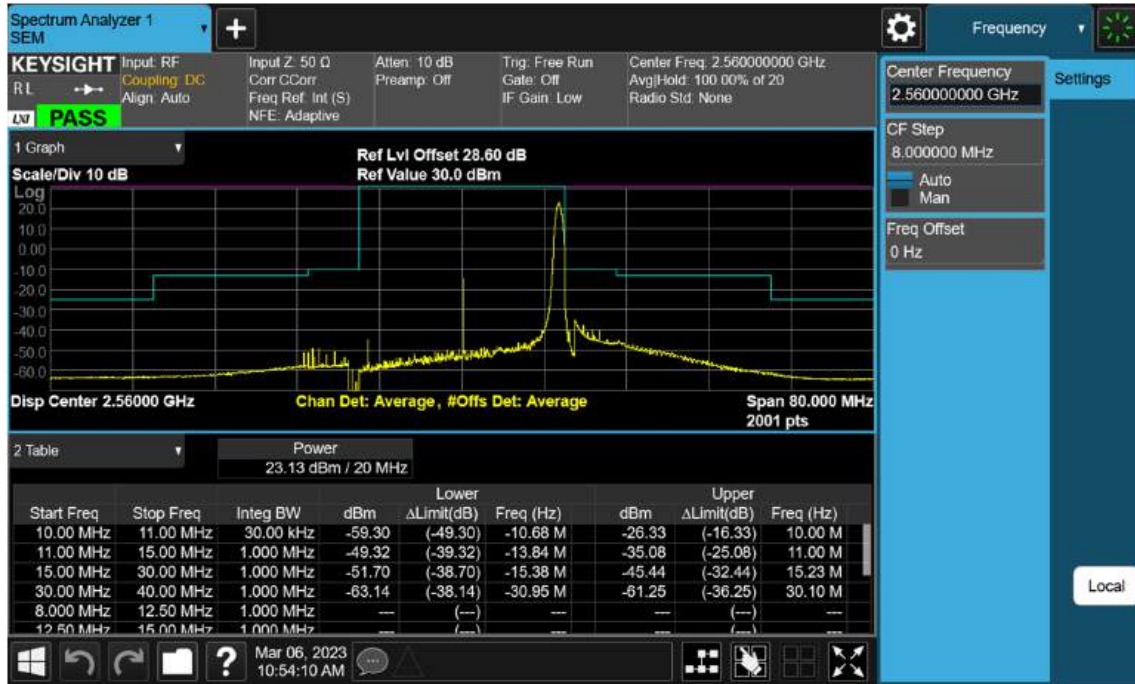 Spectrum Analyzer 1
SEM
+
Frequency
KEYSIGHT
RL
LXI PASS
Input: RF
Coupling: DC
Align: Auto
Input Z: 50 Ω
Corr CCorr
Freq Ref: Int (S)
NFE: Adaptive
Atten: 10 dB
Preamp: Off
Trig: Free Run
Gate: Off
IF Gain: Low
Center Freq: 2.560000000 GHz
Avg|Hold: 100.00% of 20
Radio Std: None
Center Frequency
2.560000000 GHz
Settings
CF Step
8.000000 MHz
Auto
Man
Freq Offset
0 Hz
Local
1 Graph
Scale/Div 10 dB
Ref Lvl Offset 28.60 dB
Ref Value 30.0 dBm
Log
20.0
10.0
0.00
-10.0
-20.0
-30.0
-40.0
-50.0
-60.0
Disp Center 2.56000 GHz
Chan Det: Average, #Offs Det: Average
Span 80.000 MHz
2001 pts
2 Table
Power
23.13 dBm / 20 MHz
Lower Upper
Start Freq Stop Freq Integ BW dBm ΔLimit(dB) Freq (Hz) dBm ΔLimit(dB) Freq (Hz)
10.00 MHz 11.00 MHz 30.00 kHz -59.30 (-49.30) -10.68 M -26.33 (-16.33) 10.00 M
11.00 MHz 15.00 MHz 1.000 MHz -49.32 (-39.32) -13.84 M -35.08 (-25.08) 11.00 M
15.00 MHz 30.00 MHz 1.000 MHz -51.70 (-38.70) -15.38 M -45.44 (-32.44) 15.23 M
30.00 MHz 40.00 MHz 1.000 MHz -63.14 (-38.14) -30.95 M -61.25 (-36.25) 30.10 M
8.000 MHz 12.50 MHz 1.000 MHz --- (---) --- --- (---) ---
12.50 MHz 15.00 MHz 1.000 MHz --- (---) --- --- (---) ---
?
Mar 06, 2023
10:54:10 AM